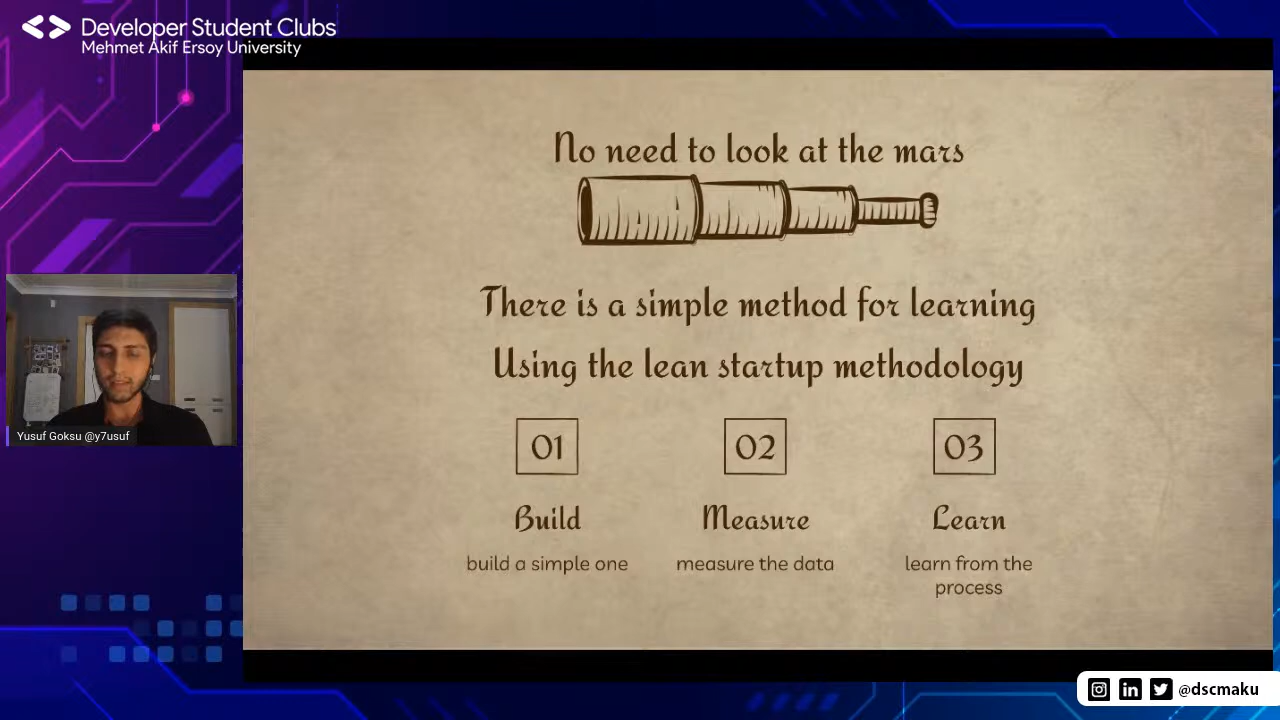 Developer Student Clubs
Mehmet Akif Ersoy University
No need to look at the mars
There is a simple method for learning
Using the lean startup methodology
01
02
03
Build
Measure
Learn
build a simple one
measure the data
learn from the
process
Yusuf Goksu @y7usuf
@dscmaku